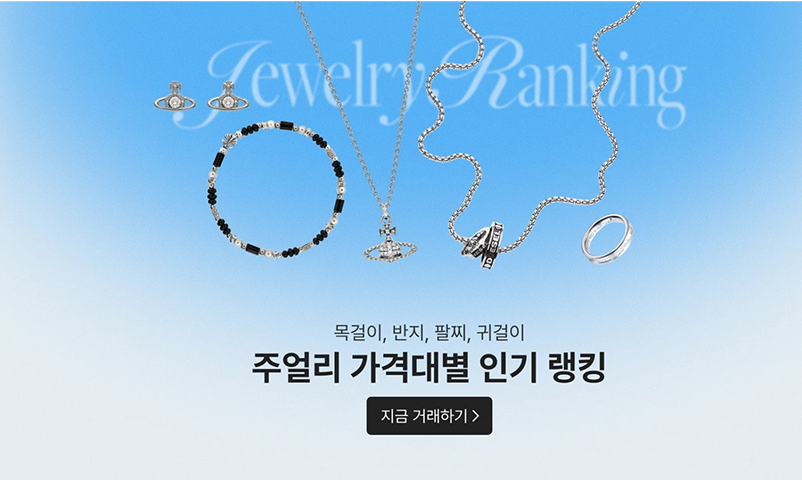 Jewelry Ranking
목걸이, 반지, 팔찌, 귀걸이
주얼리 가격대별 인기 랭킹
지금 거래하기 >